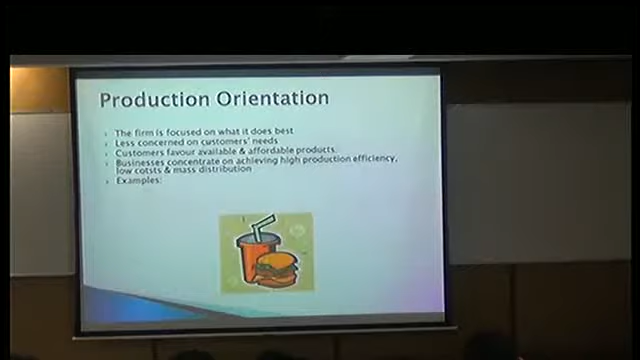 Production Orientation
The firm is focused on what it does best
Less concerned on customers' needs
Customers favour available & affordable products.
Businesses concentrate on achieving high production efficiency,
low cotsts & mass distribution
Examples: